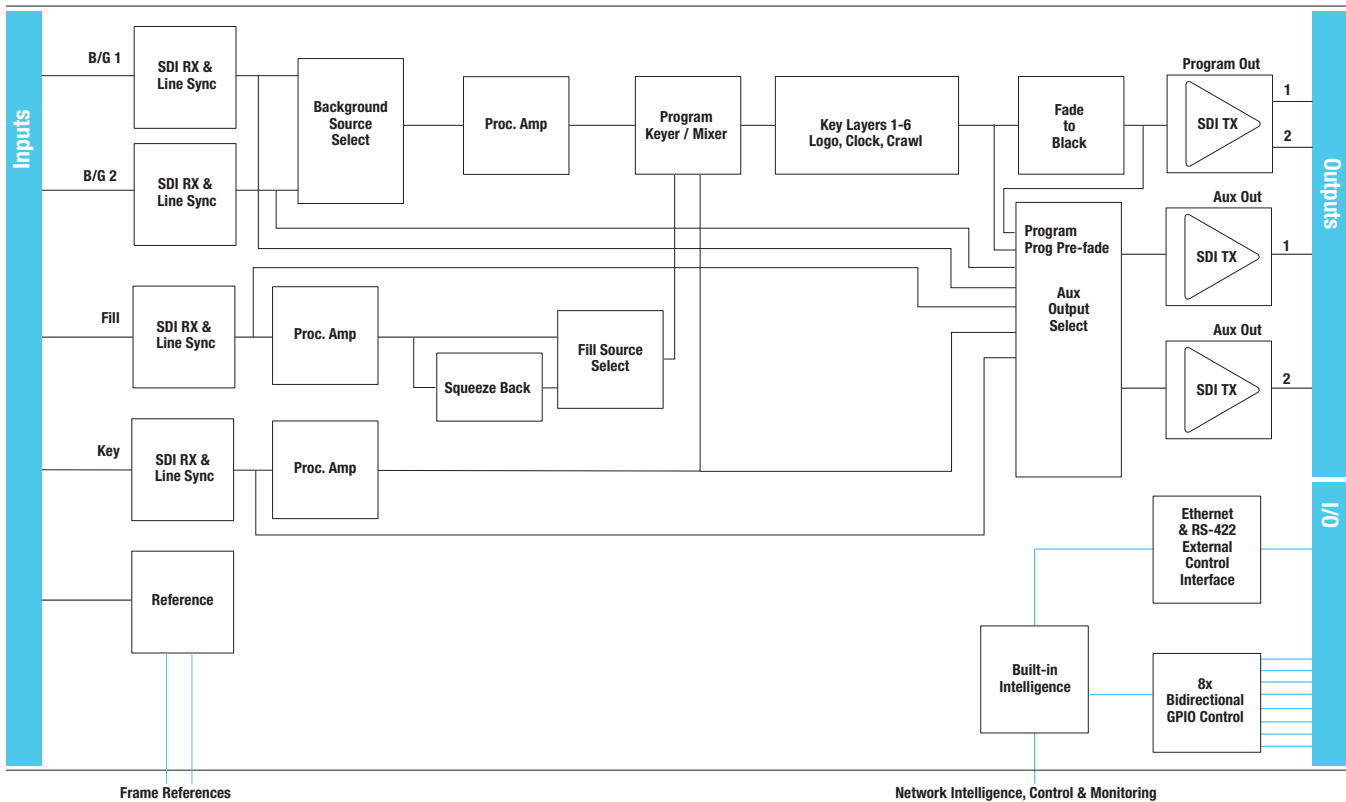 Inputs
B/G 1
SDI RX &
Line Sync
B/G 2
SDI RX &
Line Sync
Background
Source
Select
Proc. Amp
Program
Keyer / Mixer
Key Layers 1-6
Logo, Clock, Crawl
Fade
to
Black
Program Out
SDI TX
1
2
Outputs
Aux Out
SDI TX
1
Program
Prog Pre-fade
Aux
Output
Select
Aux Out
SDI TX
2
Fill
SDI RX &
Line Sync
Proc. Amp
Squeeze Back
Fill Source
Select
Key
SDI RX &
Line Sync
Proc. Amp
Reference
I/O
Ethernet
& RS-422
External
Control
Interface
Built-in
Intelligence
8x
Bidirectional
GPIO Control
Frame References
Network Intelligence, Control & Monitoring